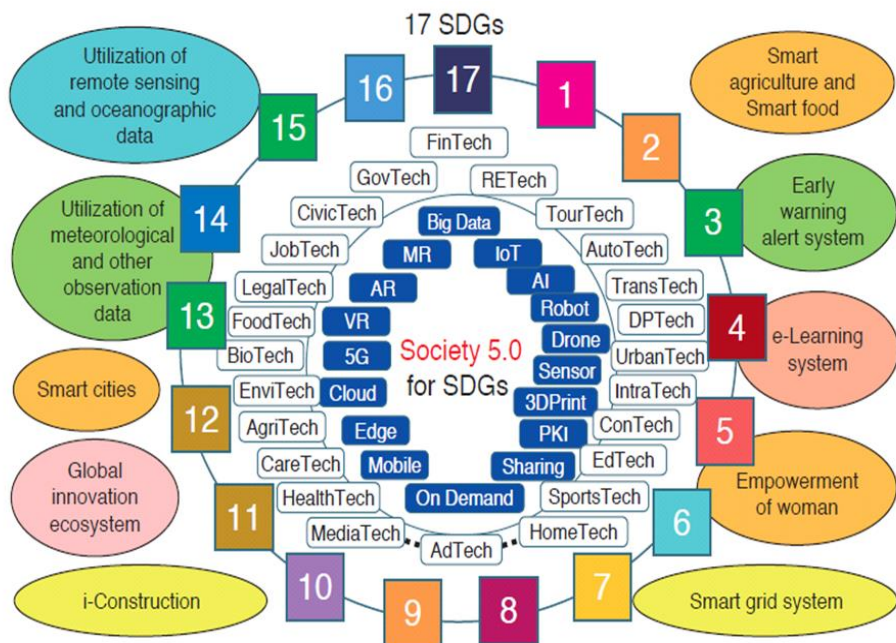 17 SDGs
Utilization of
remote sensing
and oceanographic
data
Utilization of
meteorological
and other
observation
data
Smart cities
Global
innovation
ecosystem
i-Construction
Smart
agriculture and
Smart food
Early
warning
alert system
e-Learning
system
Empowerment
of woman
Smart grid system
17
1
2
3
4
5
6
7
8
9
10
11
12
13
14
15
16
FinTech
RETech
TourTech
AutoTech
TransTech
DPTech
UrbanTech
IntraTech
ConTech
EdTech
SportsTech
HomeTech
AdTech
MediaTech
HealthTech
CareTech
AgriTech
EnviTech
BioTech
FoodTech
LegalTech
JobTech
CivicTech
GovTech
Big Data
IoT
AI
Robot
Drone
Sensor
3DPrint
PKI
Sharing
On Demand
Mobile
Edge
Cloud
5G
VR
AR
MR
Society 5.0
for SDGs